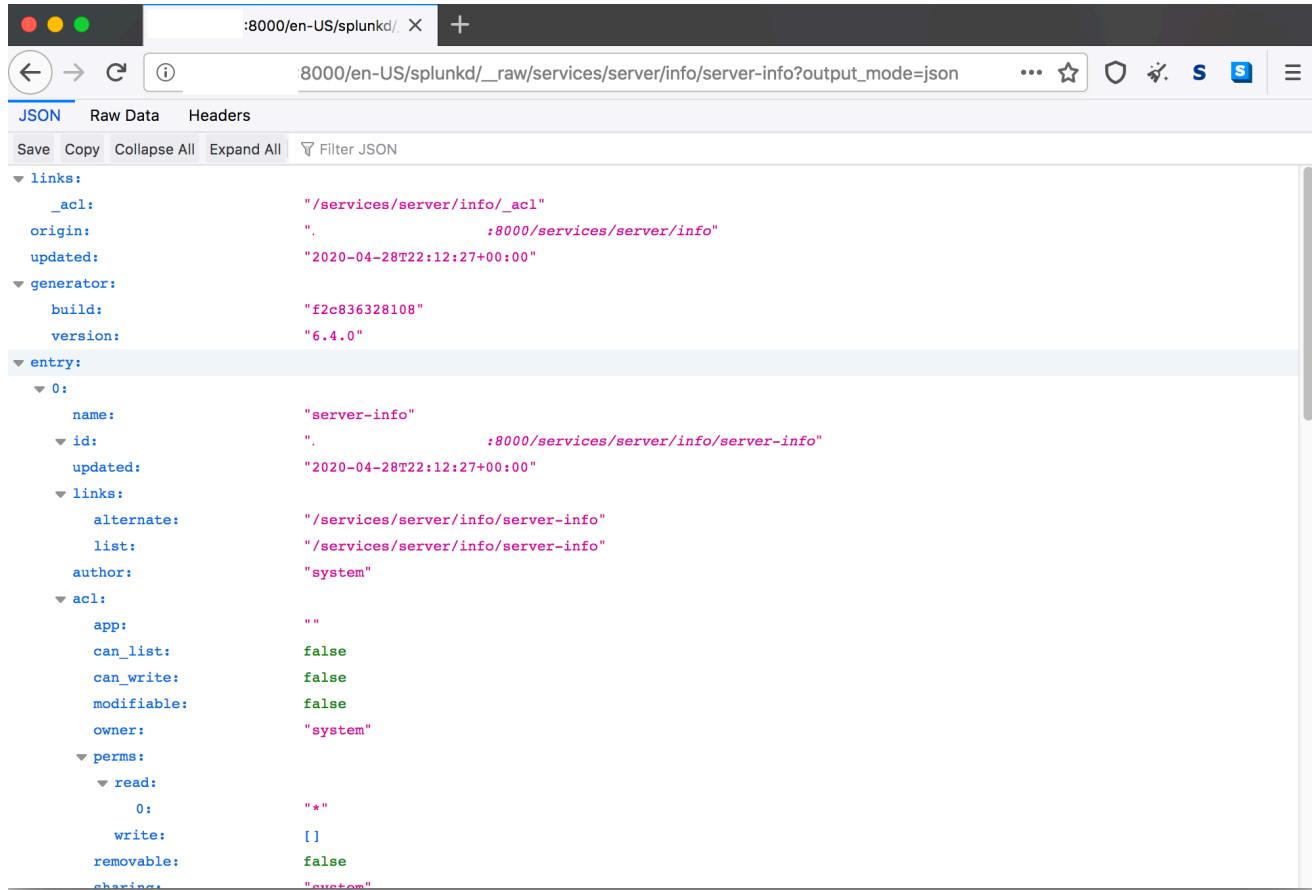 :8000/en-US/splunkd/_
:8000/en-US/splunkd/__raw/services/server/info/server-info?output_mode=json
S S
JSON Raw Data Headers
Save Copy Collapse All Expand All Filter JSON
links:
_acl: "/services/server/info/_acl"
origin: ". :8000/services/server/info"
updated: "2020-04-28T22:12:27+00:00"
generator:
build: "f2c836328108"
version: "6.4.0"
entry:
0:
name: "server-info"
id: ". :8000/services/server/info/server-info"
updated: "2020-04-28T22:12:27+00:00"
links:
alternate: "/services/server/info/server-info"
list: "/services/server/info/server-info"
author: "system"
acl:
app: ""
can_list: false
can_write: false
modifiable: false
owner: "system"
perms:
read:
0: "*"
write: []
removable: false
sharing: "system"